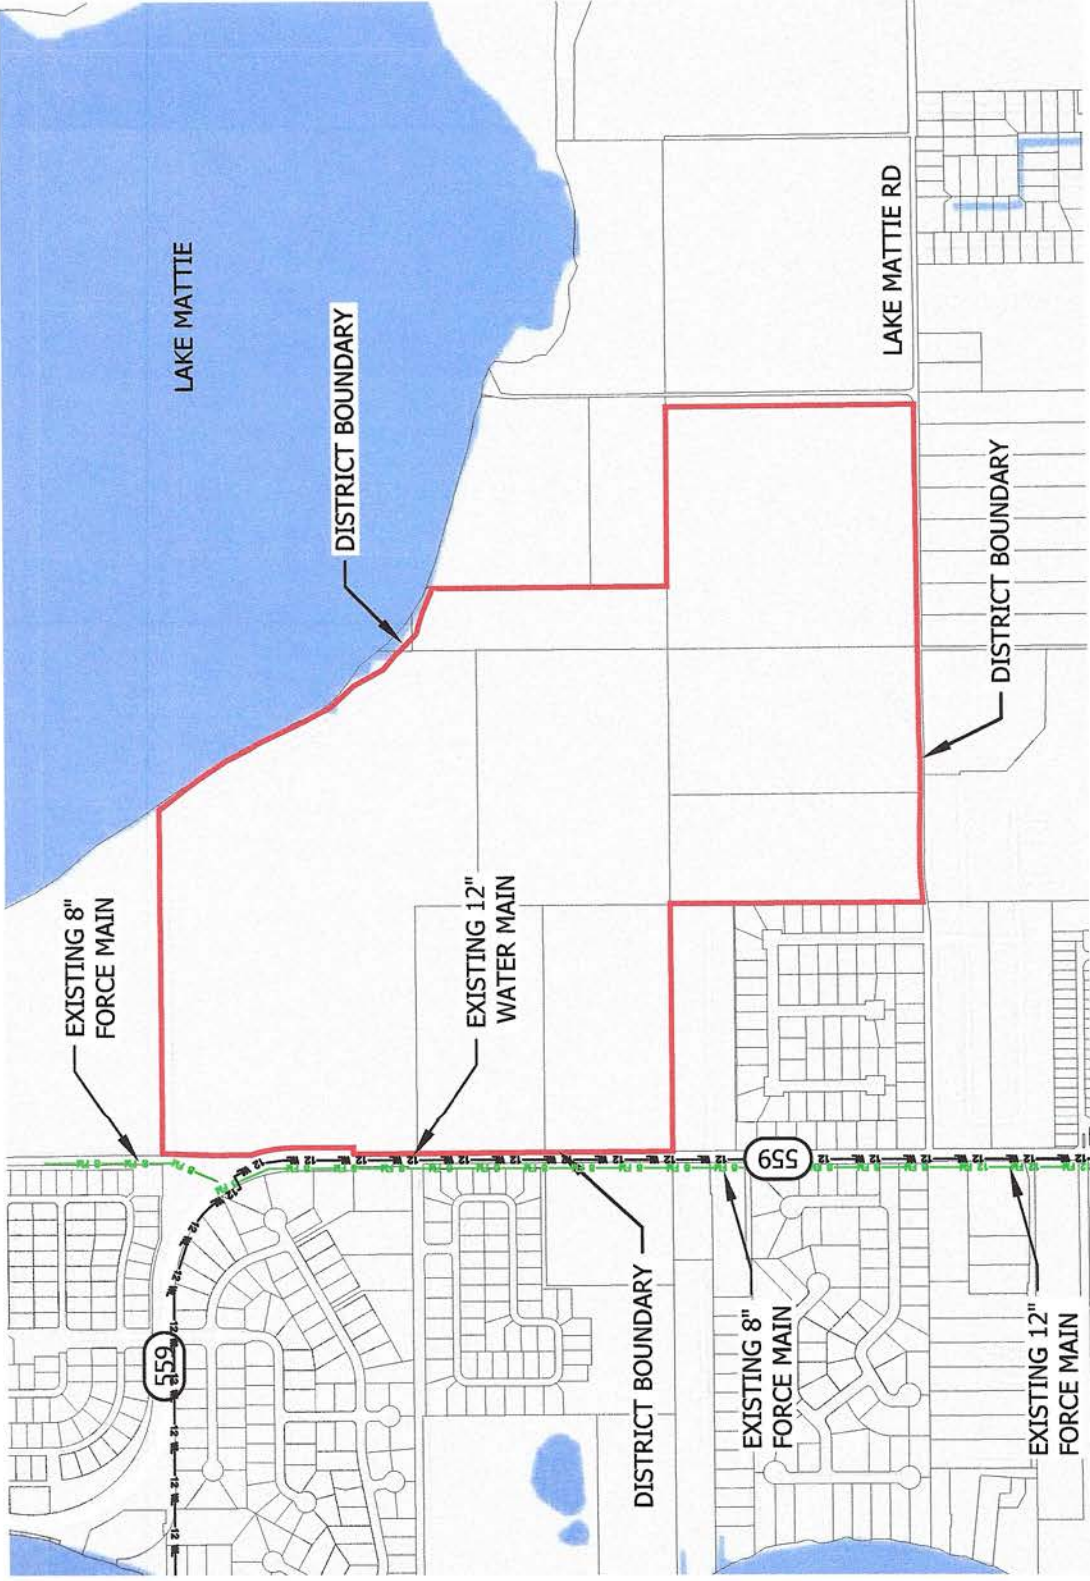 LAKE MATTIE
DISTRICT BOUNDARY
LAKE MATTIE RD
DISTRICT BOUNDARY
EXISTING 8"
FORCE MAIN
EXISTING 12"
WATER MAIN
559
559
DISTRICT BOUNDARY
EXISTING 8"
FORCE MAIN
EXISTING 12"
FORCE MAIN